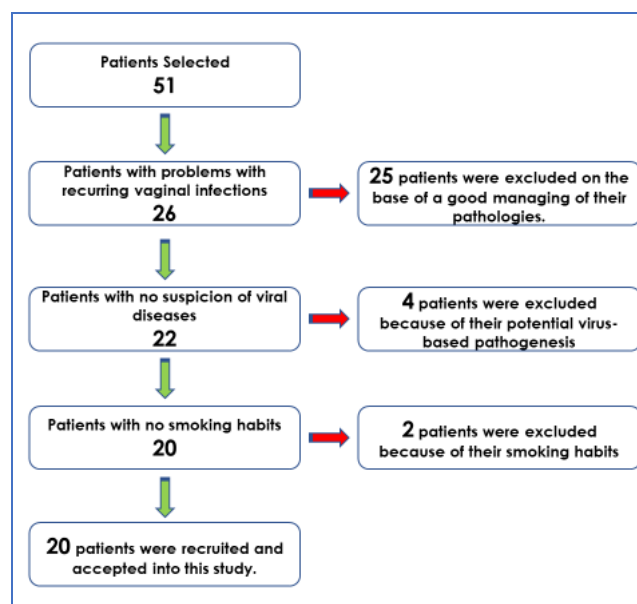 Patients Selected
51
Patients with problems with
recurring vaginal infections
26
25 patients were excluded on the
base of a good managing of their
pathologies.
Patients with no suspicion of viral
diseases
22
4 patients were excluded
because of their potential virus-
based pathogenesis
Patients with no smoking habits
20
2 patients were excluded
because of their smoking habits
20 patients were recruited and
accepted into this study.